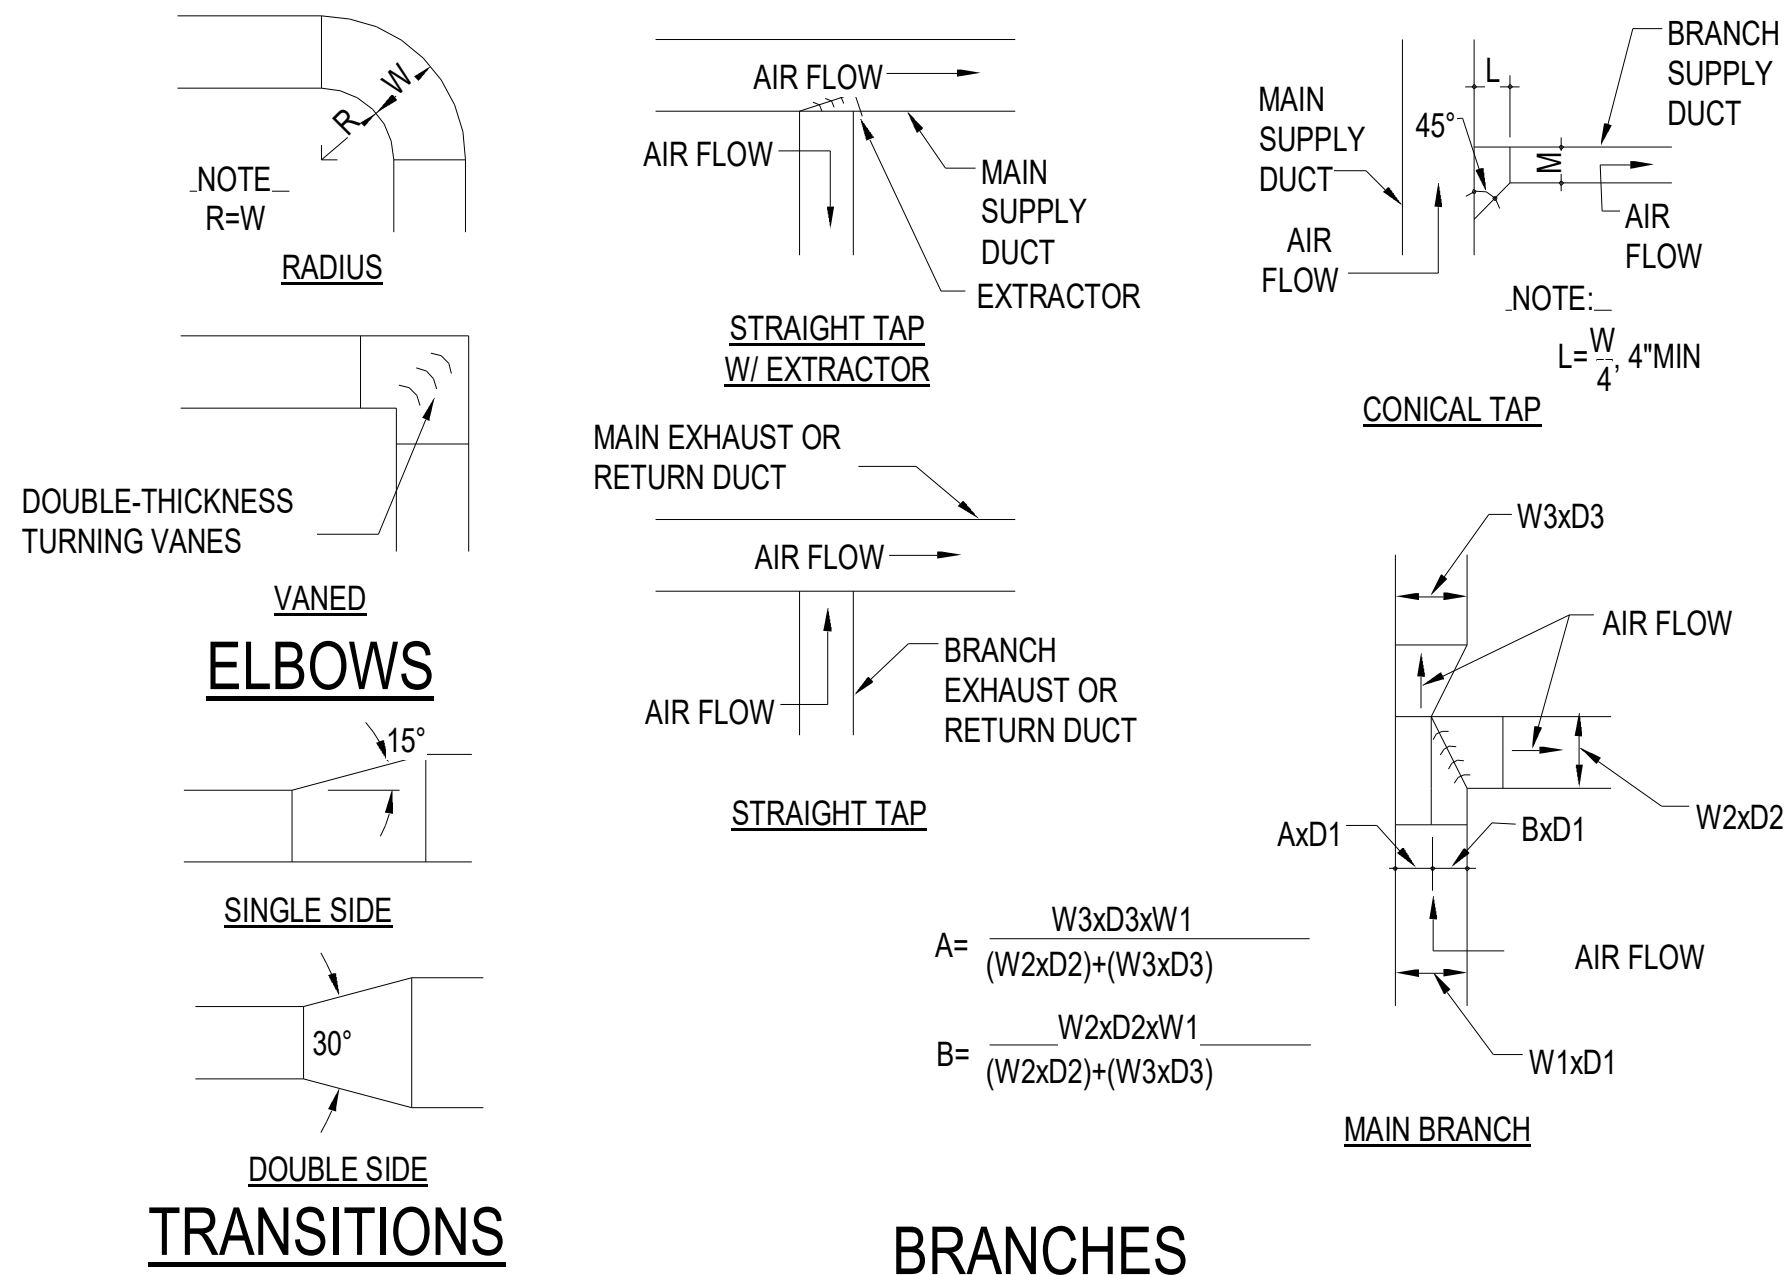 W
R
NOTE
R=W
RADIUS
DOUBLE-THICKNESS
TURNING VANES
VANED
ELBOWS
15°
SINGLE SIDE
30°
DOUBLE SIDE
TRANSITIONS
AIR FLOW
AIR FLOW
MAIN
SUPPLY
DUCT
EXTRACTOR
STRAIGHT TAP
W/ EXTRACTOR
MAIN EXHAUST OR
RETURN DUCT
AIR FLOW
BRANCH
EXHAUST OR
RETURN DUCT
AIR FLOW
STRAIGHT TAP
BRANCH
SUPPLY
DUCT
L
MAIN
SUPPLY
DUCT
45°
M
AIR
FLOW
AIR
FLOW
NOTE:
L=W/4, 4"MIN
CONICAL TAP
W3xD3
AIR FLOW
W2xD2
AxD1
BxD1
AIR FLOW
W1xD1
A= W3xD3xW1
(W2xD2)+(W3xD3)
B= W2xD2xW1
(W2xD2)+(W3xD3)
MAIN BRANCH
BRANCHES